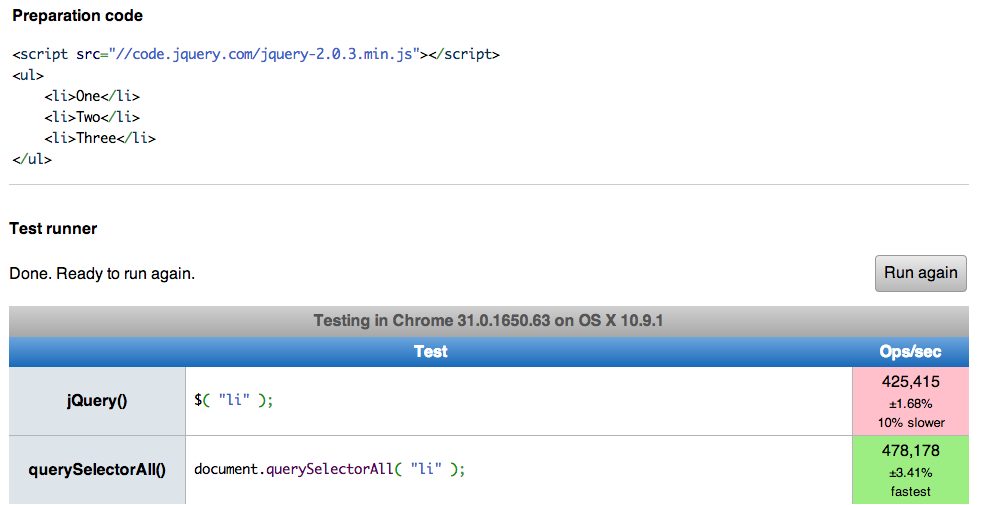 Preparation code
<script src="//code.jquery.com/jquery-2.0.3.min.js"></script>
<ul>
    <li>One</li>
    <li>Two</li>
    <li>Three</li>
</ul>
Test runner
Done. Ready to run again.
Run again
Testing in Chrome 31.0.1650.63 on OS X 10.9.1
Test Ops/sec
jQuery() $( "li" ); 425,415
±1.68%
10% slower
querySelectorAll() document.querySelectorAll( "li" ); 478,178
±3.41%
fastest